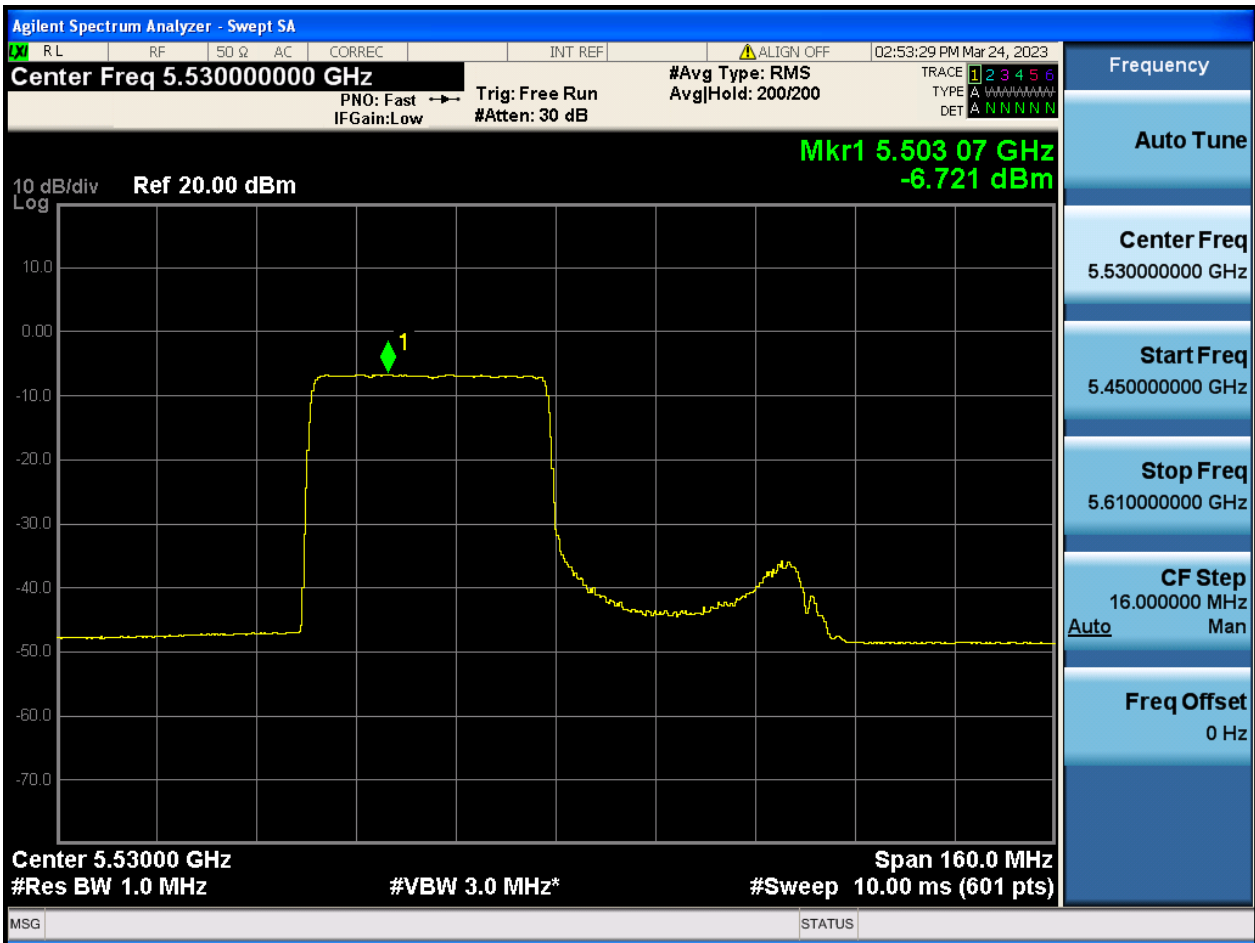 Agilent Spectrum Analyzer - Swept SA
LXI RL RF 50 Ω AC CORREC INT REF ALIGN OFF 02:53:29 PM Mar 24, 2023
Center Freq 5.530000000 GHz
PNO: Fast
IFGain:Low
Trig: Free Run
#Atten: 30 dB
#Avg Type: RMS
Avg|Hold: 200/200
TRACE 1 2 3 4 5 6
TYPE A WWWWWW
DET A N N N N N
Mkr1 5.503 07 GHz
-6.721 dBm
10 dB/div Ref 20.00 dBm
Log
10.0
0.00
-10.0
-20.0
-30.0
-40.0
-50.0
-60.0
-70.0
1
Center 5.53000 GHz Span 160.0 MHz
#Res BW 1.0 MHz #VBW 3.0 MHz* #Sweep 10.00 ms (601 pts)
MSG STATUS
Frequency
Auto Tune
Center Freq
5.530000000 GHz
Start Freq
5.450000000 GHz
Stop Freq
5.610000000 GHz
CF Step
16.000000 MHz
Auto Man
Freq Offset
0 Hz